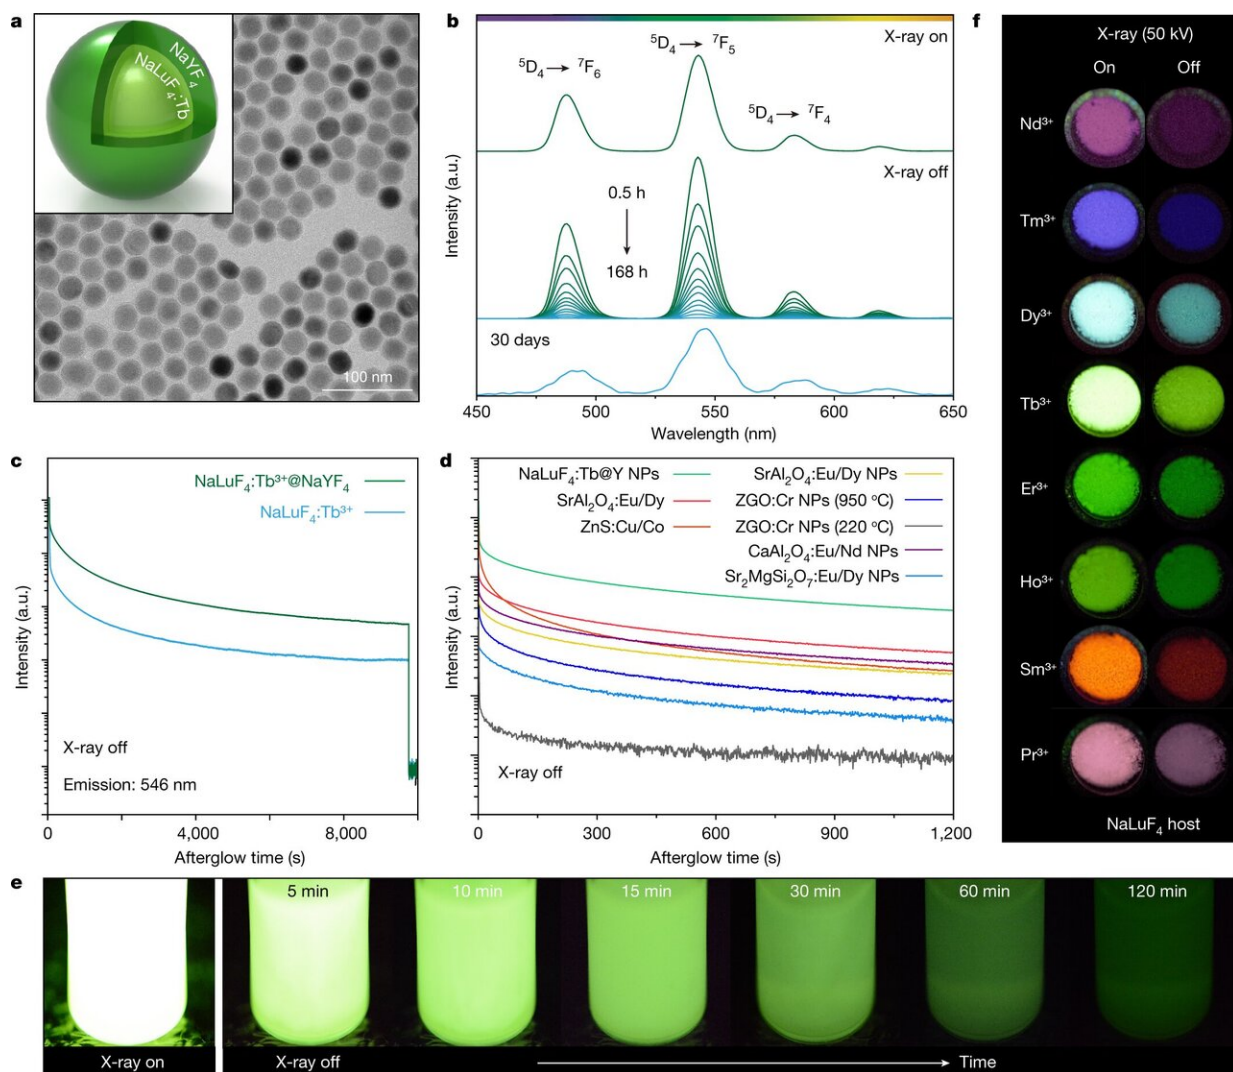 a
NaYF₄
NaLuF₄:Tb
100 nm
b
X-ray on
⁵D₄ → ⁷F₆
⁵D₄ → ⁷F₅
⁵D₄ → ⁷F₄
X-ray off
0.5 h
168 h
30 days
Intensity (a.u.)
450 500 550 600 650
Wavelength (nm)
c
NaLuF₄:Tb³⁺@NaYF₄
NaLuF₄:Tb³⁺
Intensity (a.u.)
X-ray off
Emission: 546 nm
0 4,000 8,000
Afterglow time (s)
d
NaLuF₄:Tb@Y NPs
SrAl₂O₄:Eu/Dy
ZnS:Cu/Co
SrAl₂O₄:Eu/Dy NPs
ZGO:Cr NPs (950 °C)
ZGO:Cr NPs (220 °C)
CaAl₂O₄:Eu/Nd NPs
Sr₂MgSi₂O₇:Eu/Dy NPs
Intensity (a.u.)
X-ray off
0 300 600 900 1,200
Afterglow time (s)
f
X-ray (50 kV)
On Off
Nd³⁺
Tm³⁺
Dy³⁺
Tb³⁺
Er³⁺
Ho³⁺
Sm³⁺
Pr³⁺
NaLuF₄ host
e
5 min 10 min 15 min 30 min 60 min 120 min
X-ray on X-ray off → Time